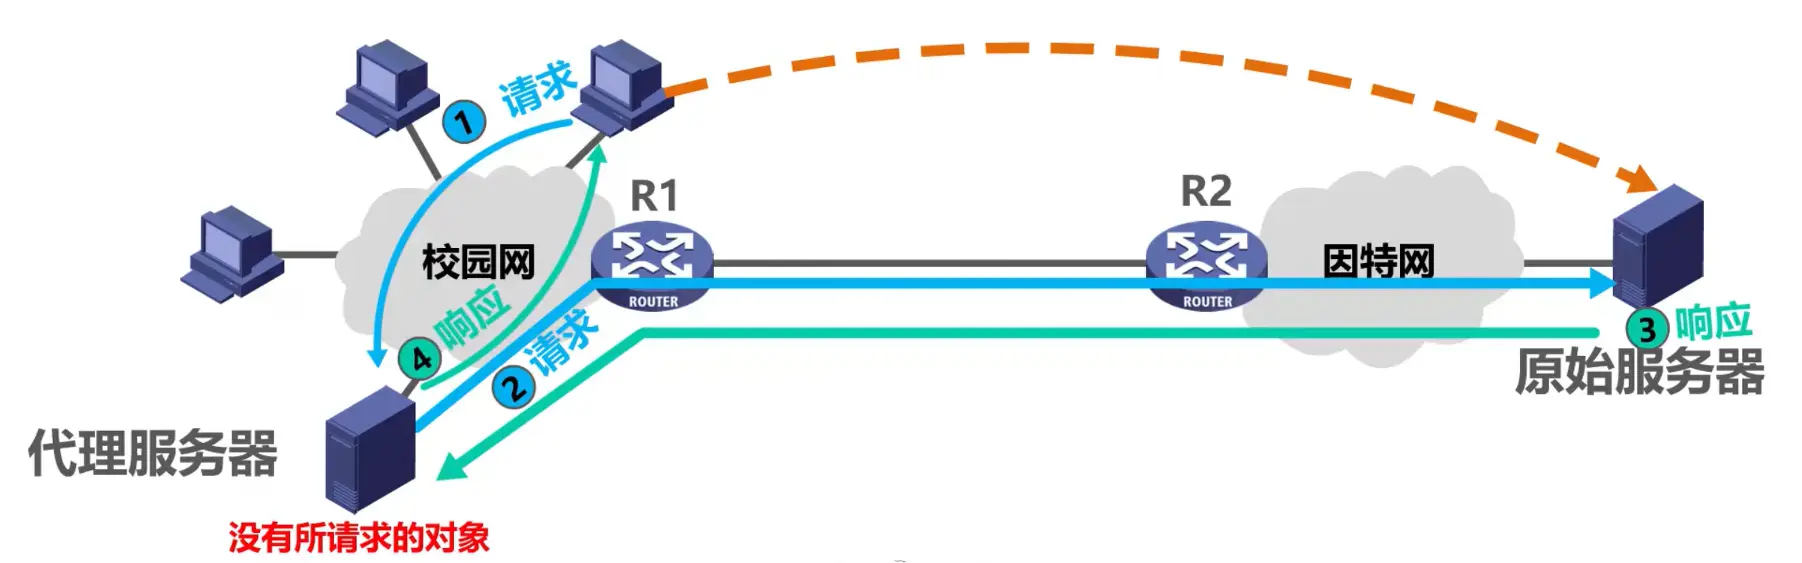 1 请求
R1
R2
校园网
ROUTER
ROUTER
因特网
4 响应
2 请求
3 响应
原始服务器
代理服务器
没有所请求的对象